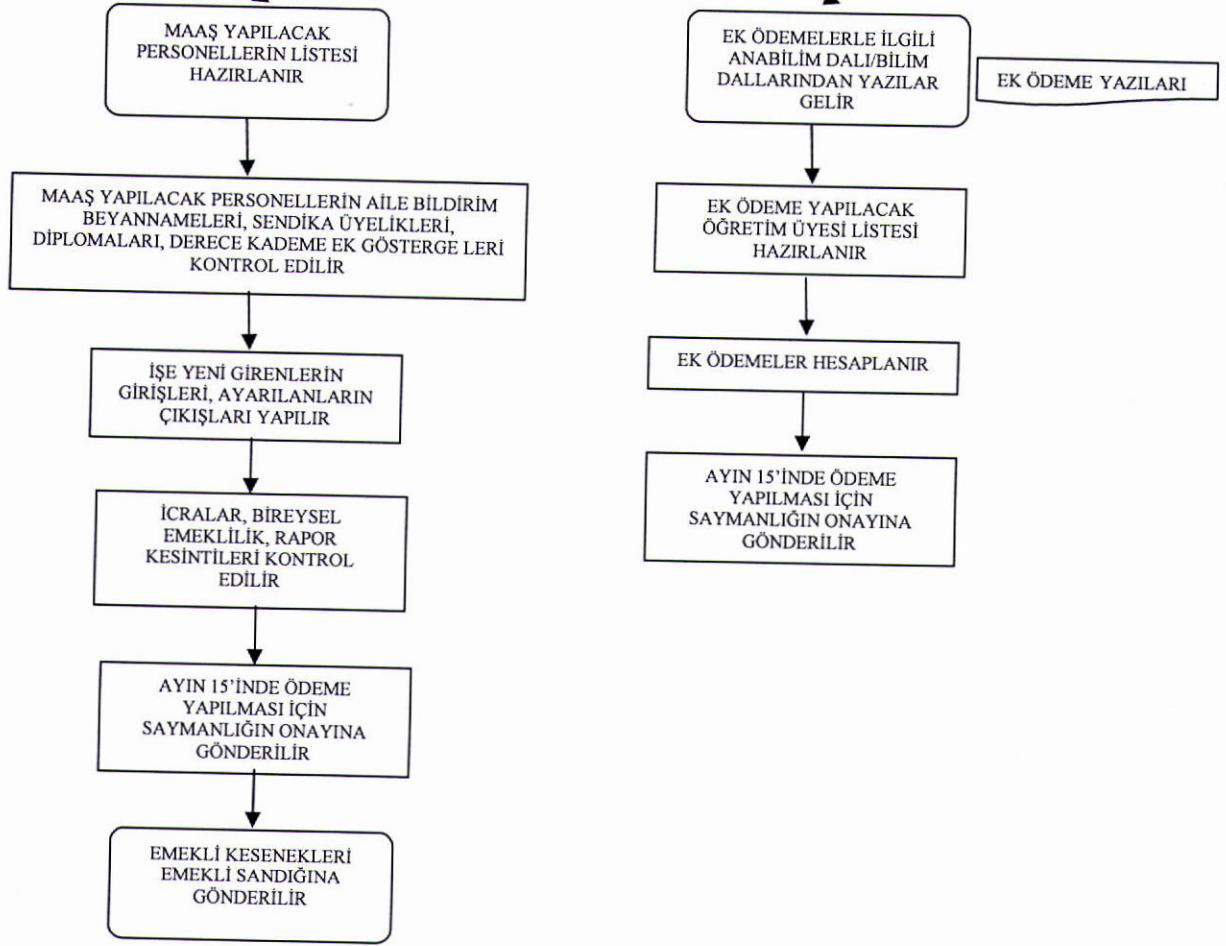 MAAŞ YAPILACAK
PERSONELLERİN LİSTESİ
HAZIRLANIR
MAAŞ YAPILACAK PERSONELLERİN AİLE BİLDİRİM
BEYANNAMELERİ, SENDİKA ÜYELİKLERİ,
DİPLOMALARI, DERECE KADEME EK GÖSTERGE LERİ
KONTROL EDİLİR
İŞE YENİ GİRENLERİN
GİRİŞLERİ, AYARILANLARIN
ÇIKIŞLARI YAPILIR
İCRALAR, BİREYSEL
EMEKLİLİK, RAPOR
KESİNTİLERİ KONTROL
EDİLİR
AYIN 15'İNDE ÖDEME
YAPILMASI İÇİN
SAYMANLIĞIN ONAYINA
GÖNDERİLİR
EMEKLİ KESENEKLERİ
EMEKLİ SANDIĞINA
GÖNDERİLİR
EK ÖDEMELERLE İLGİLİ
ANABİLİM DALI/BİLİM
DALLARINDAN YAZILAR
GELİR
EK ÖDEME YAZILARI
EK ÖDEME YAPILACAK
ÖĞRETİM ÜYESİ LİSTESİ
HAZIRLANIR
EK ÖDEMELER HESAPLANIR
AYIN 15'İNDE ÖDEME
YAPILMASI İÇİN
SAYMANLIĞIN ONAYINA
GÖNDERİLİR